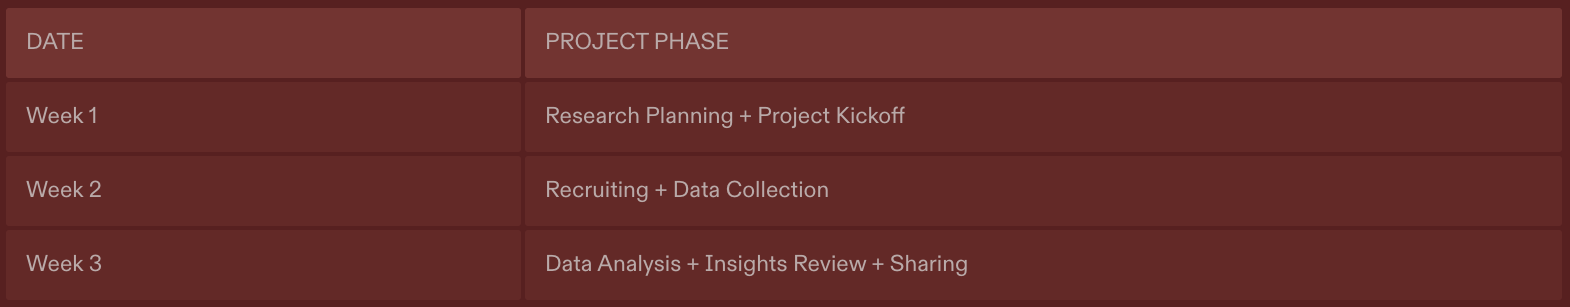 DATE PROJECT PHASE
Week 1 Research Planning + Project Kickoff
Week 2 Recruiting + Data Collection
Week 3 Data Analysis + Insights Review + Sharing